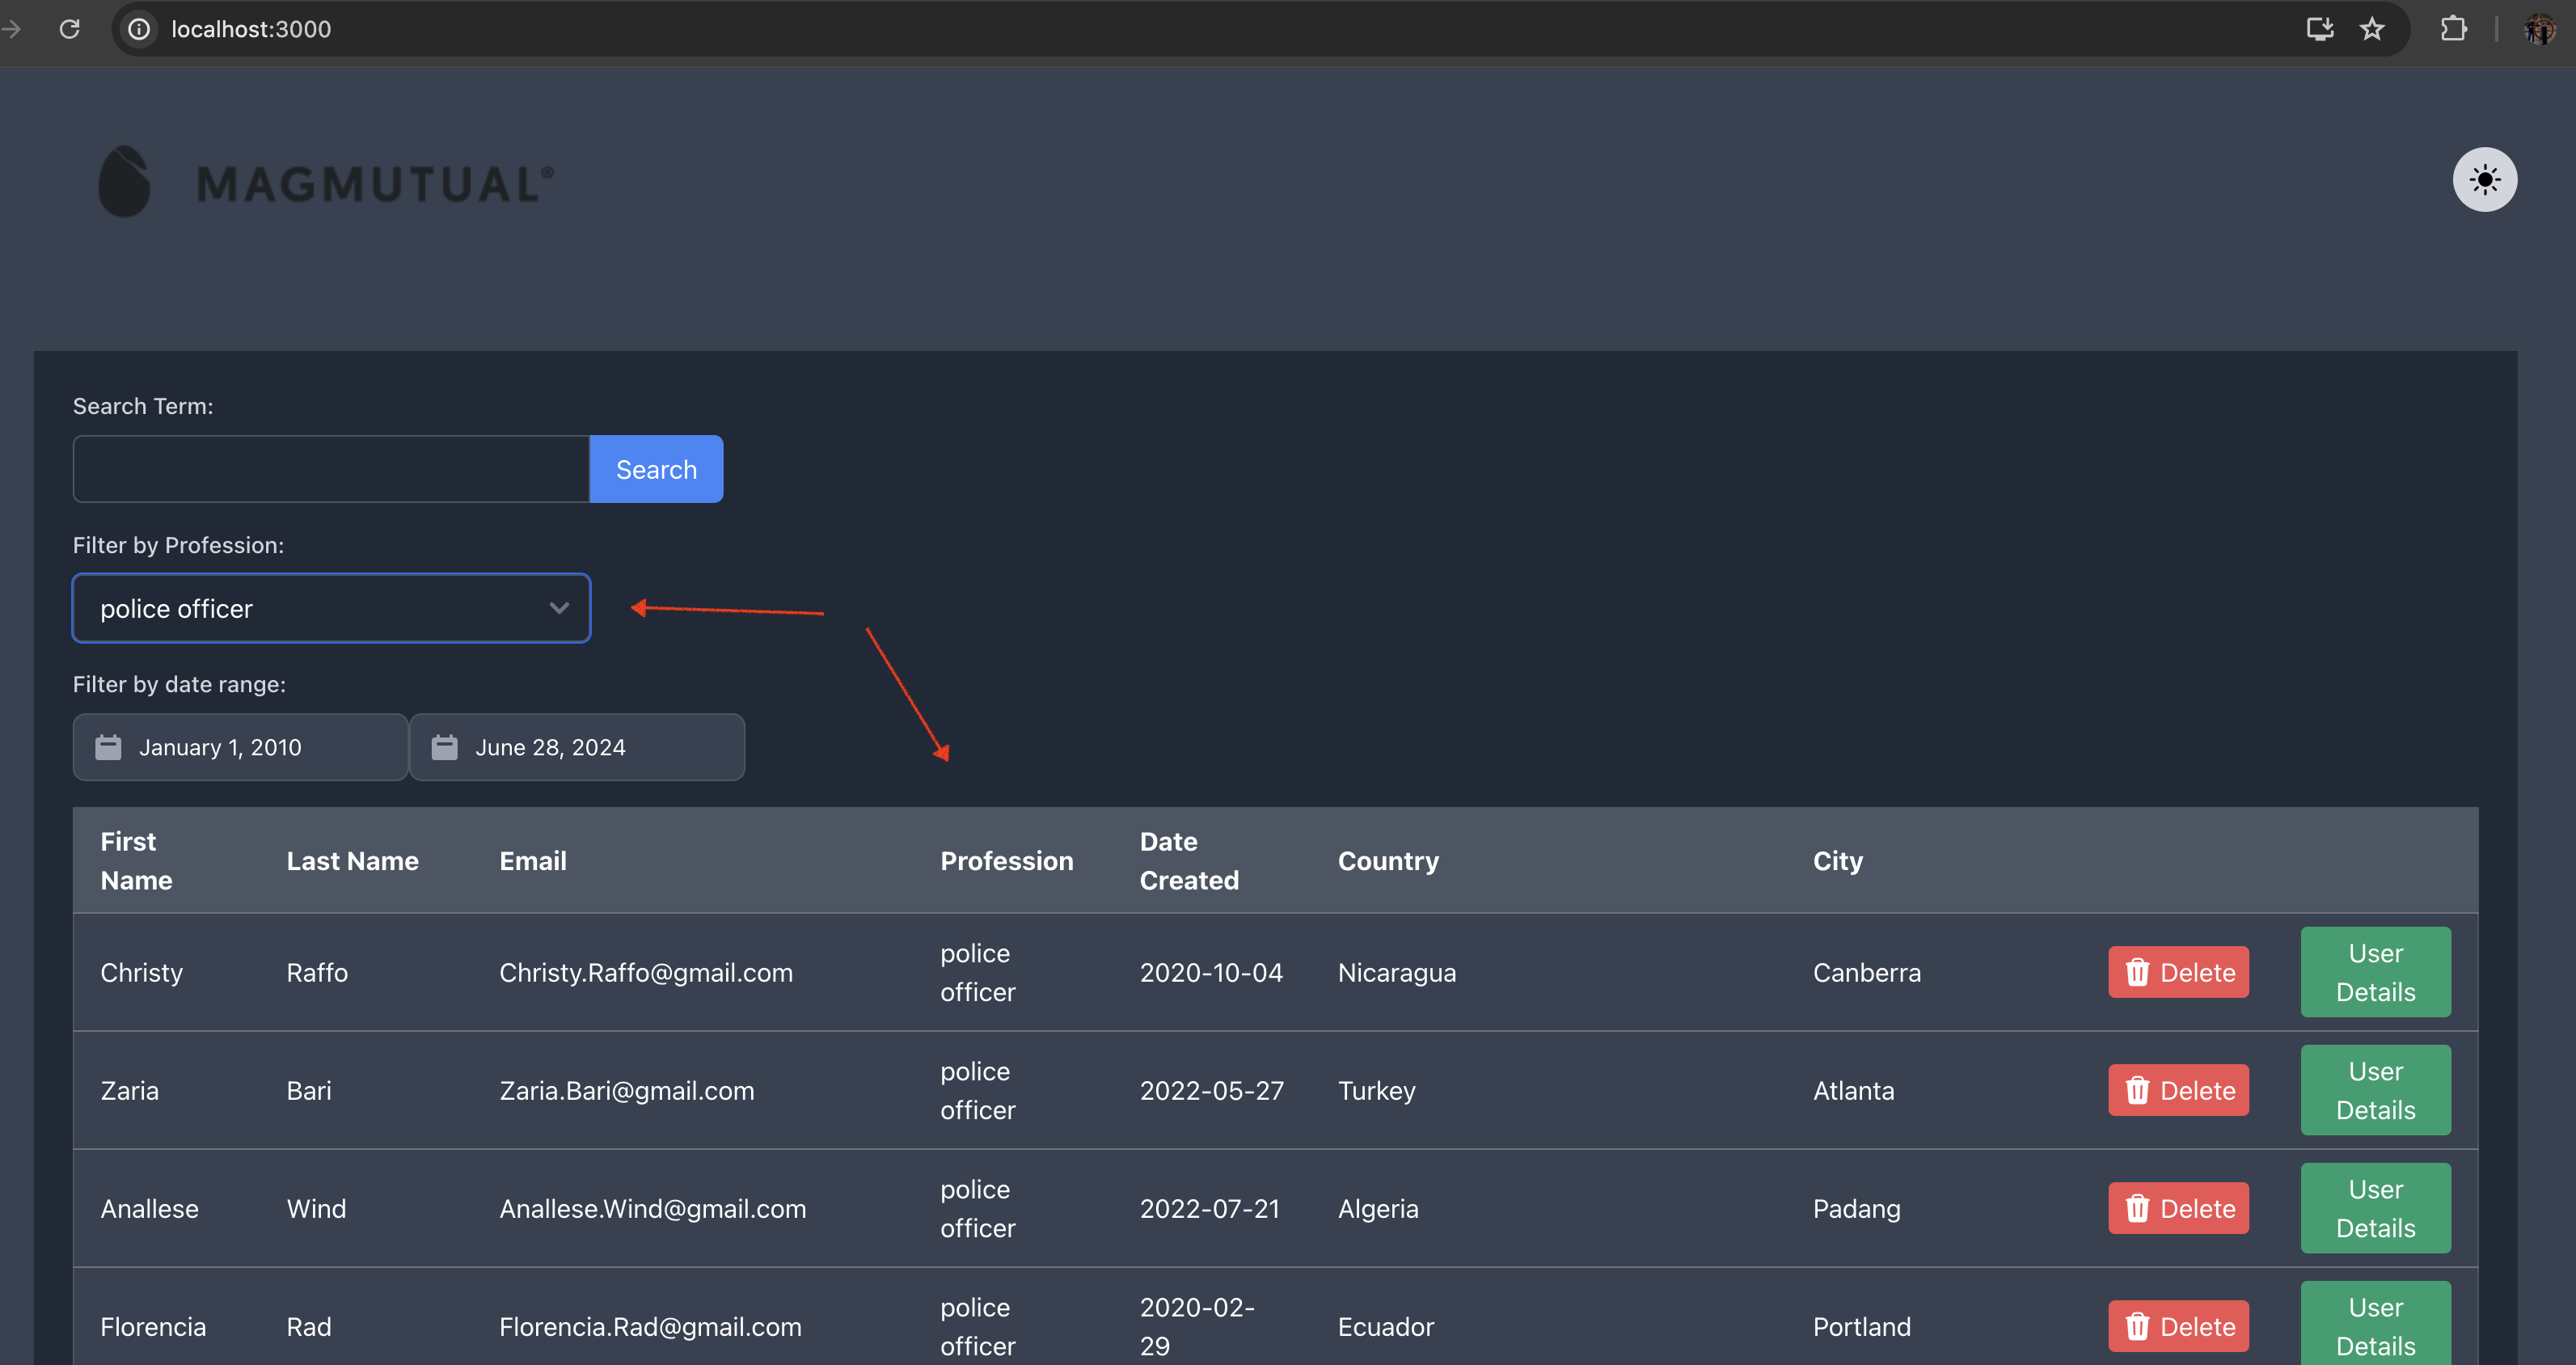 localhost:3000
MAGMUTUAL®
Search Term:
Search
Filter by Profession:
police officer
Filter by date range:
January 1, 2010 June 28, 2024
First Name Last Name Email Profession Date Created Country City
Christy Raffo Christy.Raffo@gmail.com police officer 2020-10-04 Nicaragua Canberra Delete User Details
Zaria Bari Zaria.Bari@gmail.com police officer 2022-05-27 Turkey Atlanta Delete User Details
Anallese Wind Anallese.Wind@gmail.com police officer 2022-07-21 Algeria Padang Delete User Details
Florencia Rad Florencia.Rad@gmail.com police officer 2020-02-29 Ecuador Portland Delete User Details